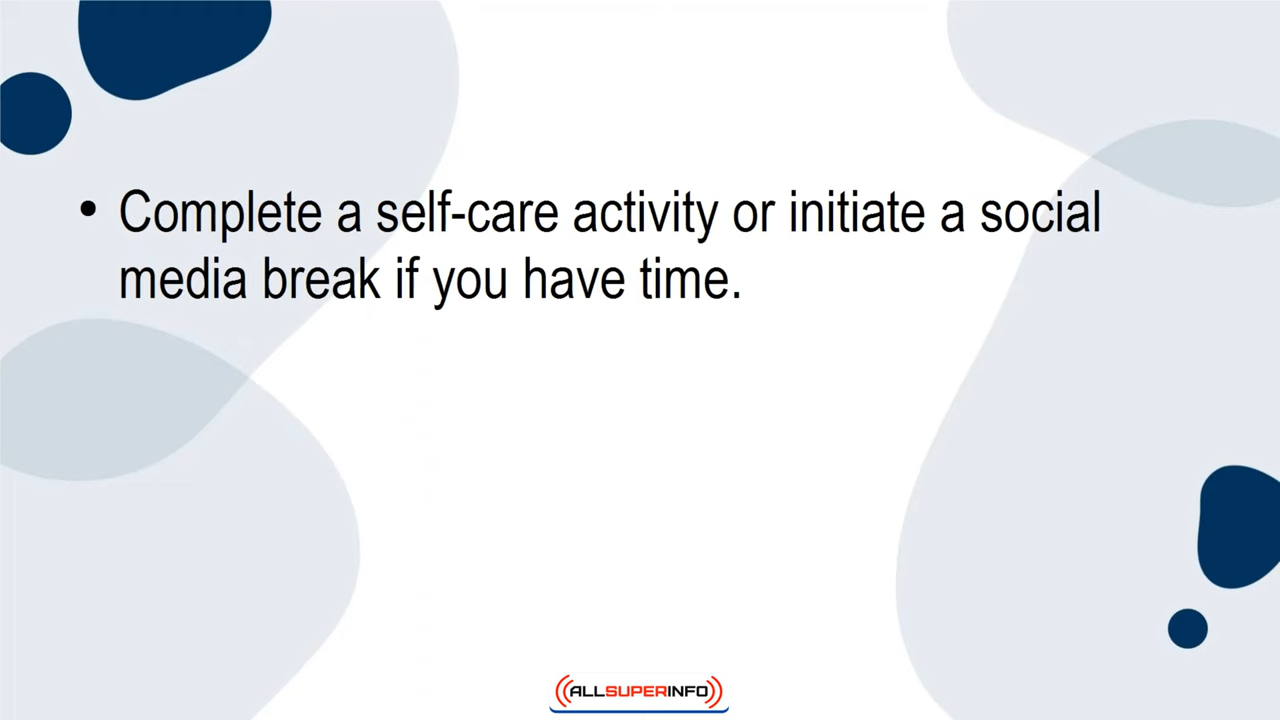 • Complete a self-care activity or initiate a social
media break if you have time.
ALLSUPERINFO